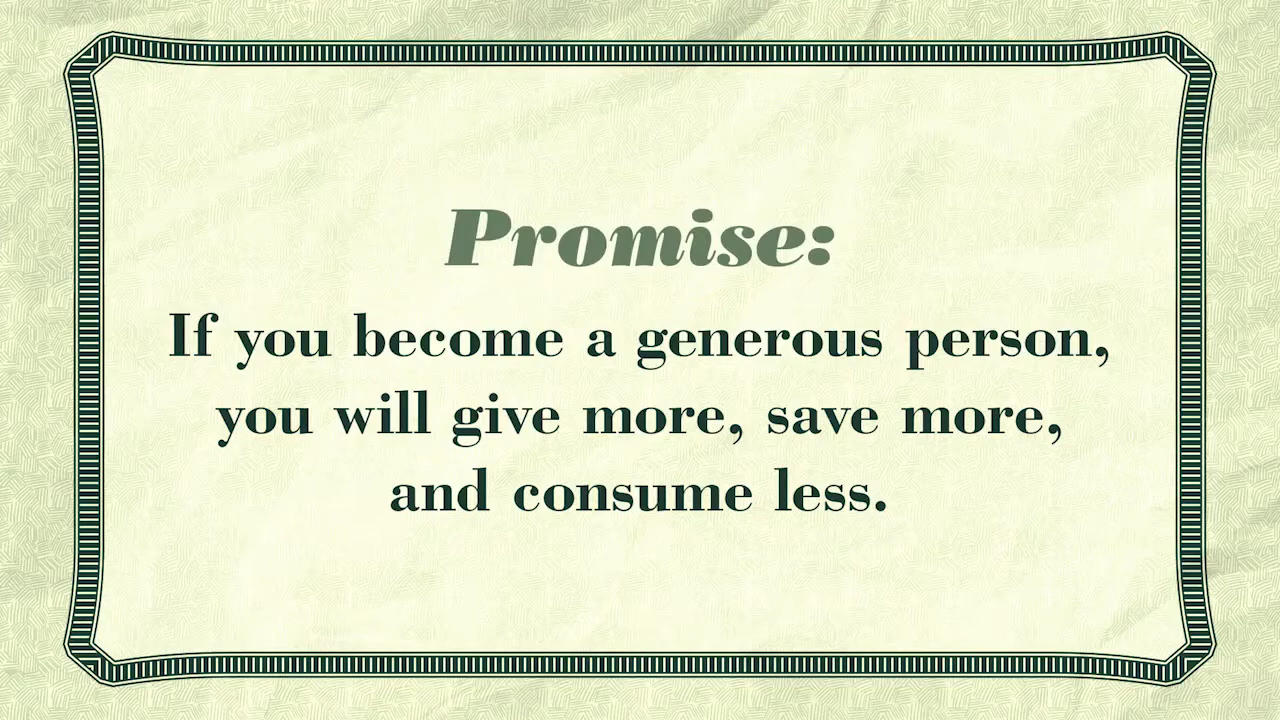 Promise:
If you become a generous person,
you will give more, save more,
and consume less.